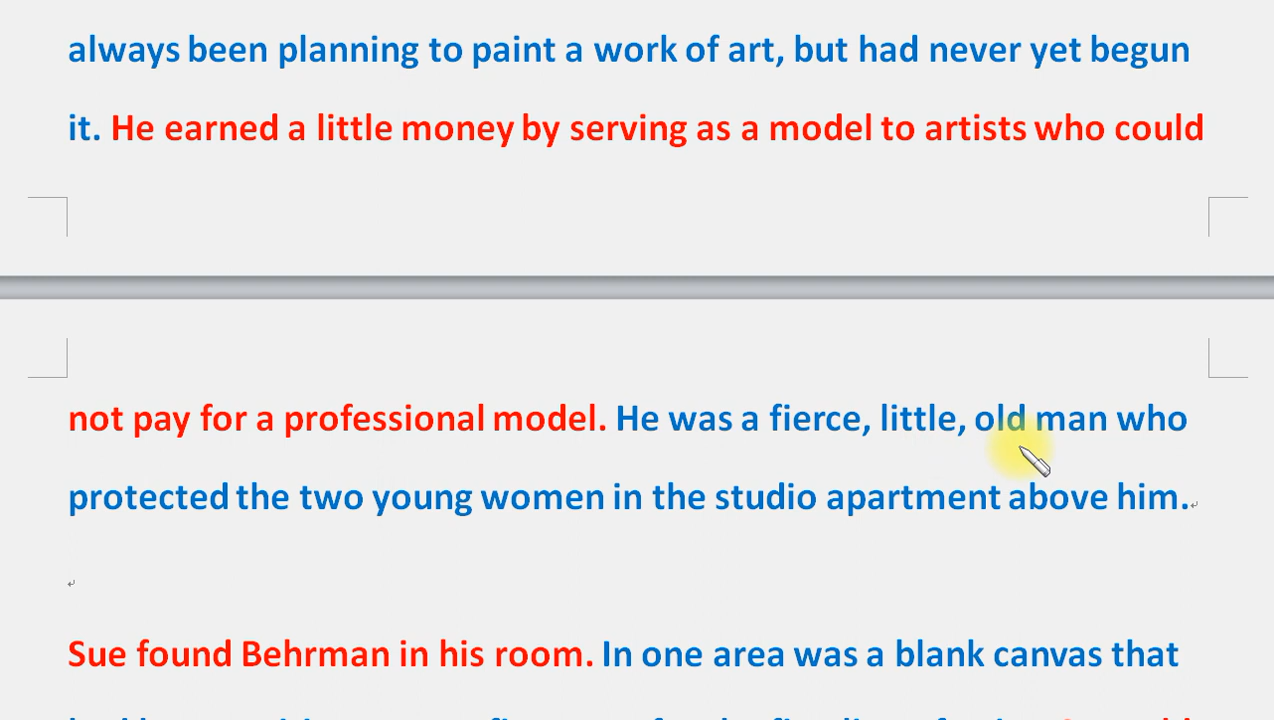 always been planning to paint a work of art, but had never yet begun
it. He earned a little money by serving as a model to artists who could
not pay for a professional model. He was a fierce, little, old man who
protected the two young women in the studio apartment above him.
Sue found Behrman in his room. In one area was a blank canvas that